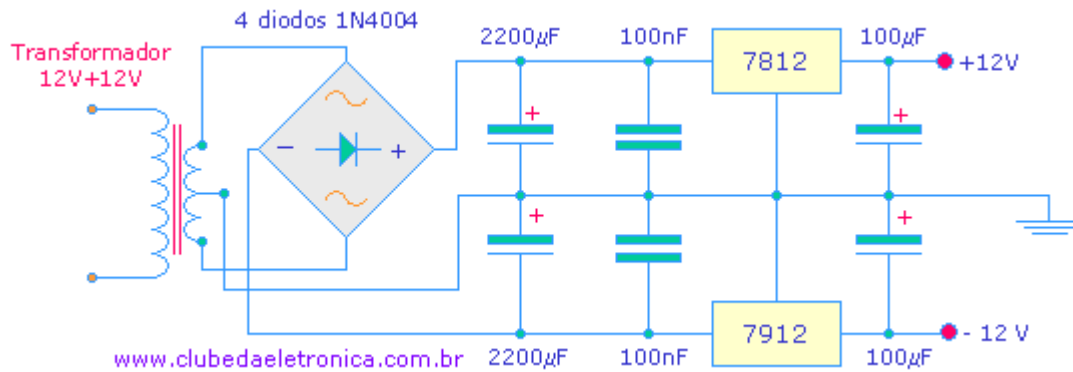 4 diodos 1N4004
Transformador
12V+12V
2200µF
100nF
7812
100µF
+12V
+
+
−
+
+
+
7912
- 12 V
www.clubedaeletronica.com.br
2200µF
100nF
100µF